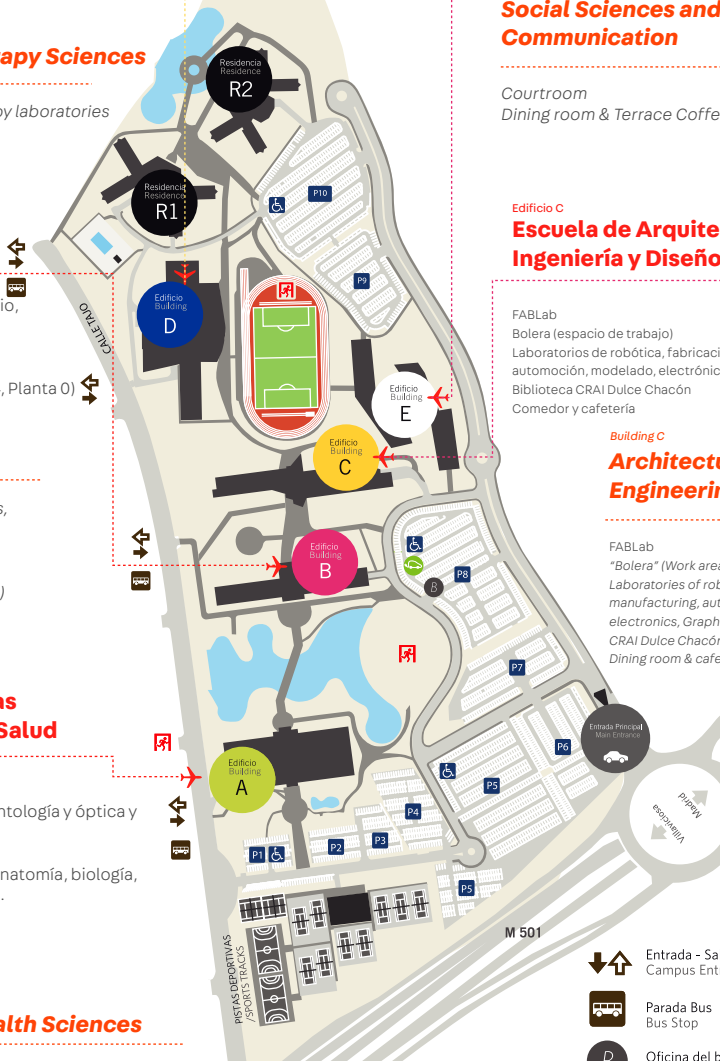 Social Sciences and
Communication
Courtroom
Dining room & Terrace Coffe
apy Sciences
by laboratories
Residencia
Residence
R2
Residencia
Residence
R1
P10
P9
Edificio C
Escuela de Arquite
Ingeniería y Diseño
FABLab
Bolera (espacio de trabajo)
Laboratorios de robótica, fabricaci
automoción, modelado, electrónic
Biblioteca CRAI Dulce Chacón
Comedor y cafetería
io,
CALLE TAJO
Edificio
Building
D
, Planta 0)
Edificio
Building
E
Edificio
Building
C
Building C
Architectu
Engineerin
FABLab
"Bolera" (Work area
Laboratories of rob
manufacturing, aut
electronics, Graph
CRAI Dulce Chacón
Dining room & cafe
s,
)
Edificio
Building
B
P8
B
P7
as
Salud
Entrada Principal
Main Entrance
P6
Edificio
Building
A
P5
P4
P3
P2
P1
P5
ntología y óptica y
natomía, biología,
.
Madrid
Villaviciosa
M 501
PISTAS DEPORTIVAS
/SPORTS TRACKS
Entrada - Sa
Campus Ent
Parada Bus
Bus Stop
D
Oficina del b
alth Sciences